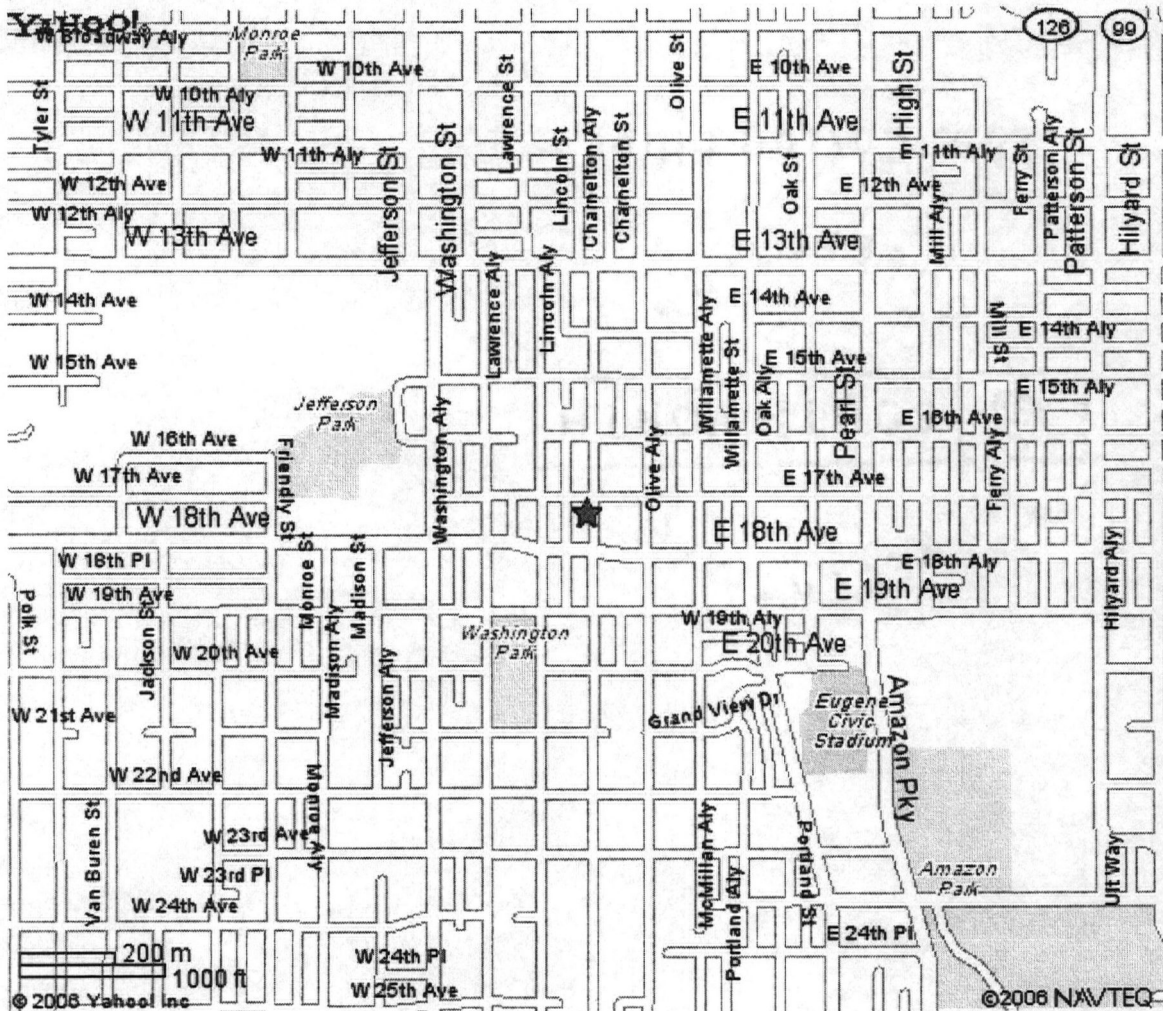 YAHOO!
W Broadway Aly
Monroe
Park
126
99
W 10th Ave
Lawrence St
Olive St
E 10th Ave
High St
Tyler St
W 10th Aly
W 11th Ave
E 11th Ave
W 11th Aly
Jefferson St
Washington St
Lincoln St
Charnelton Aly
Charnelton St
Oak St
E 11th Aly
Ferry St
Patterson Aly
Patterson St
Hilyard St
W 12th Ave
E 12th Ave
W 12th Aly
W 13th Ave
E 13th Ave
Mill Aly
Lawrence Aly
Lincoln Aly
W 14th Ave
E 14th Ave
Willamette Aly
Willamette St
Mill St
E 14th Aly
W 15th Ave
E 15th Ave
Oak Aly
Pearl St
E 15th Aly
Jefferson
Park
E 16th Ave
W 16th Ave
Friendly St
Washington Aly
Olive Aly
Ferry Aly
W 17th Ave
E 17th Ave
W 18th Ave
E 18th Ave
W 18th Pl
Monroe St
Madison St
E 18th Aly
Hilyard Aly
W 19th Ave
E 19th Ave
Polk St
Jackson St
Madison Aly
Washington
Park
W 19th Aly
E 20th Ave
W 20th Ave
Jefferson Aly
Grand View Dr
Eugene
Civic
Stadium
Amazon Pky
W 21st Ave
W 22nd Ave
Monroe Aly
Van Buren St
W 23rd Ave
McMillan Aly
Portland Aly
Portland St
Amazon
Park
Ult Way
W 23rd Pl
W 24th Ave
E 24th Pl
200 m
1000 ft
W 24th Pl
W 25th Ave
© 2006 Yahoo! Inc
©2006 NAVTEQ